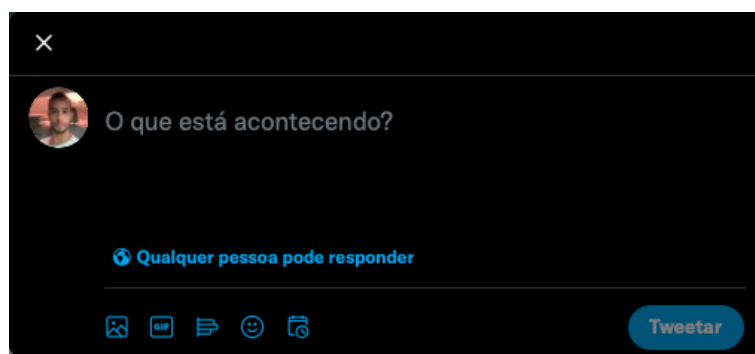 O que está acontecendo?
Qualquer pessoa pode responder
GIF
Tweetar